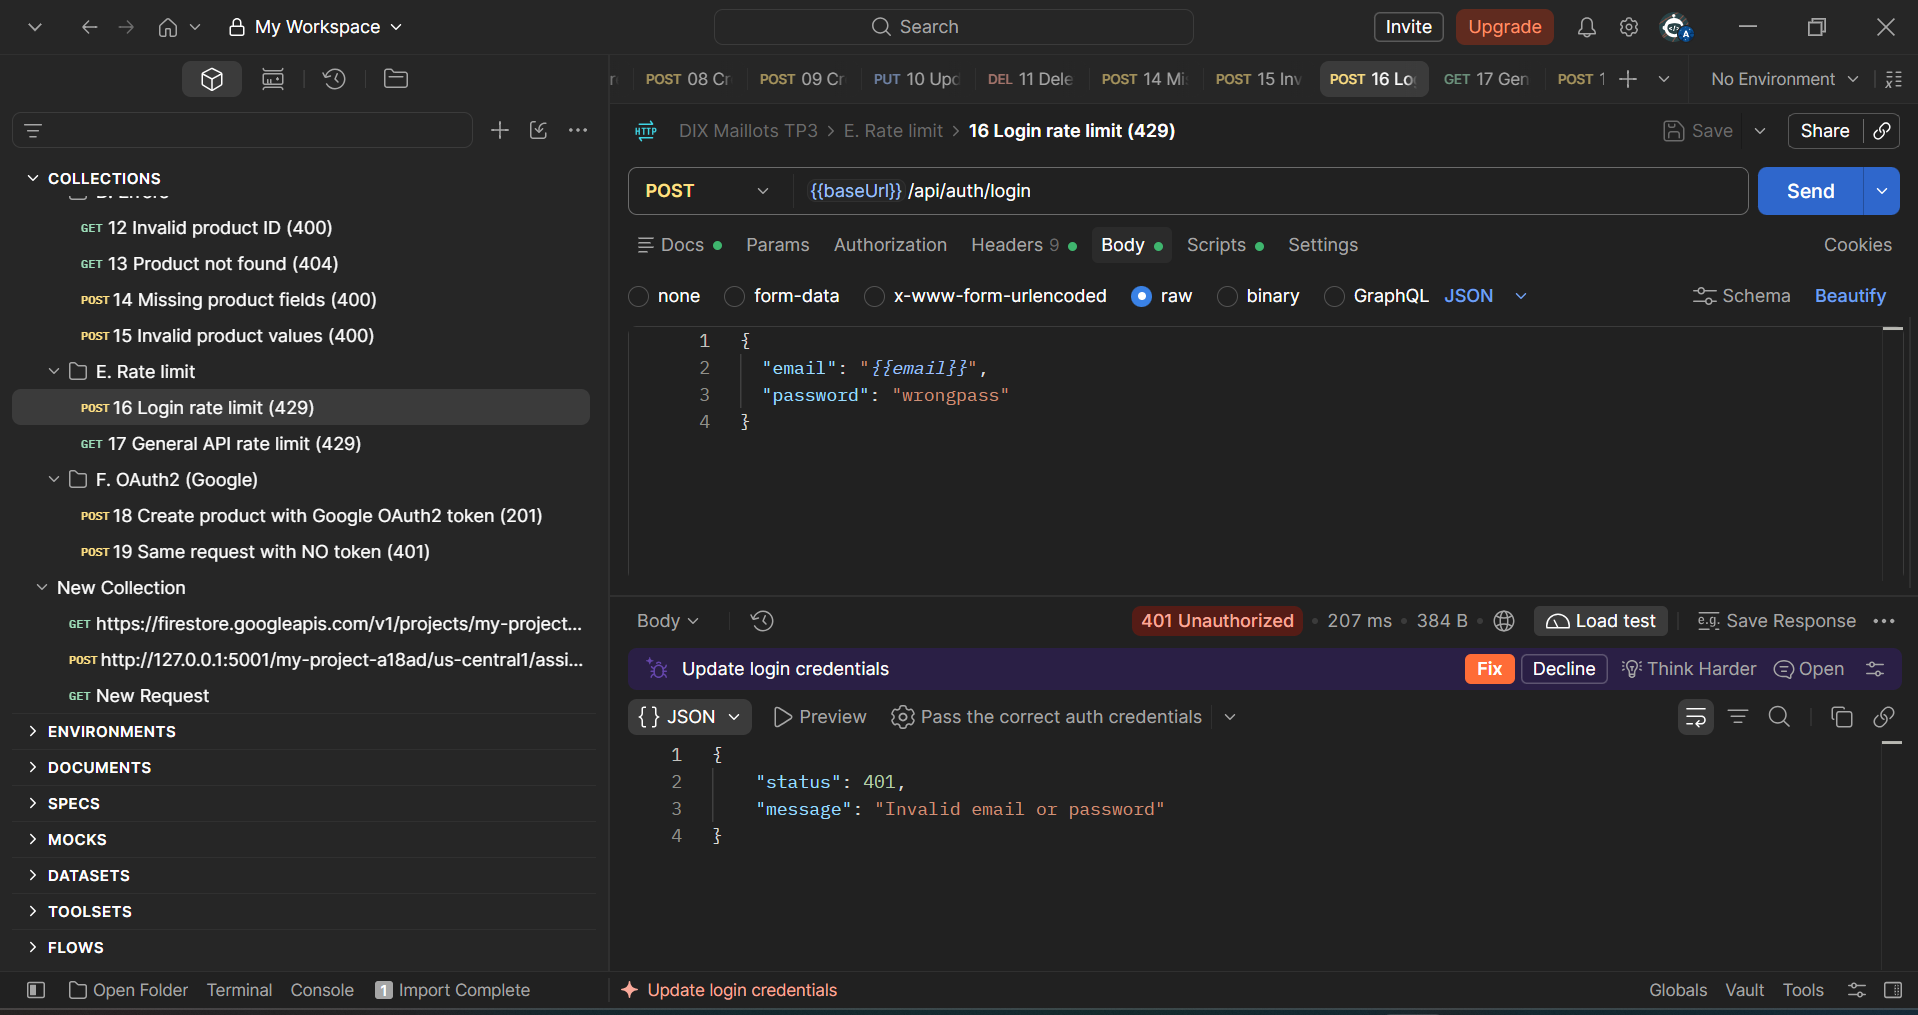 My Workspace
Search
Invite
Upgrade
POST 08 Cr
POST 09 Cr
PUT 10 Upd
DEL 11 Dele
POST 14 Mi
POST 15 Inv
POST 16 Lo
GET 17 Gen
POST 1
No Environment
DIX Maillots TP3 > E. Rate limit > 16 Login rate limit (429)
Save
Share
COLLECTIONS
D. Errors
GET 12 Invalid product ID (400)
GET 13 Product not found (404)
POST 14 Missing product fields (400)
POST 15 Invalid product values (400)
E. Rate limit
POST 16 Login rate limit (429)
GET 17 General API rate limit (429)
F. OAuth2 (Google)
POST 18 Create product with Google OAuth2 token (201)
POST 19 Same request with NO token (401)
New Collection
GET https://firestore.googleapis.com/v1/projects/my-project...
POST http://127.0.0.1:5001/my-project-a18ad/us-central1/assi...
GET New Request
ENVIRONMENTS
DOCUMENTS
SPECS
MOCKS
DATASETS
TOOLSETS
FLOWS
POST
{{baseUrl}} /api/auth/login
Send
Docs
Params
Authorization
Headers 9
Body
Scripts
Settings
Cookies
none
form-data
x-www-form-urlencoded
raw
binary
GraphQL
JSON
Schema
Beautify
1 {
2 "email": "{{email}}",
3 "password": "wrongpass"
4 }
Body
401 Unauthorized
207 ms
384 B
Load test
e.g. Save Response
Update login credentials
Fix
Decline
Think Harder
Open
{} JSON
Preview
Pass the correct auth credentials
1 {
2 "status": 401,
3 "message": "Invalid email or password"
4 }
Open Folder
Terminal
Console
1 Import Complete
Update login credentials
Globals
Vault
Tools